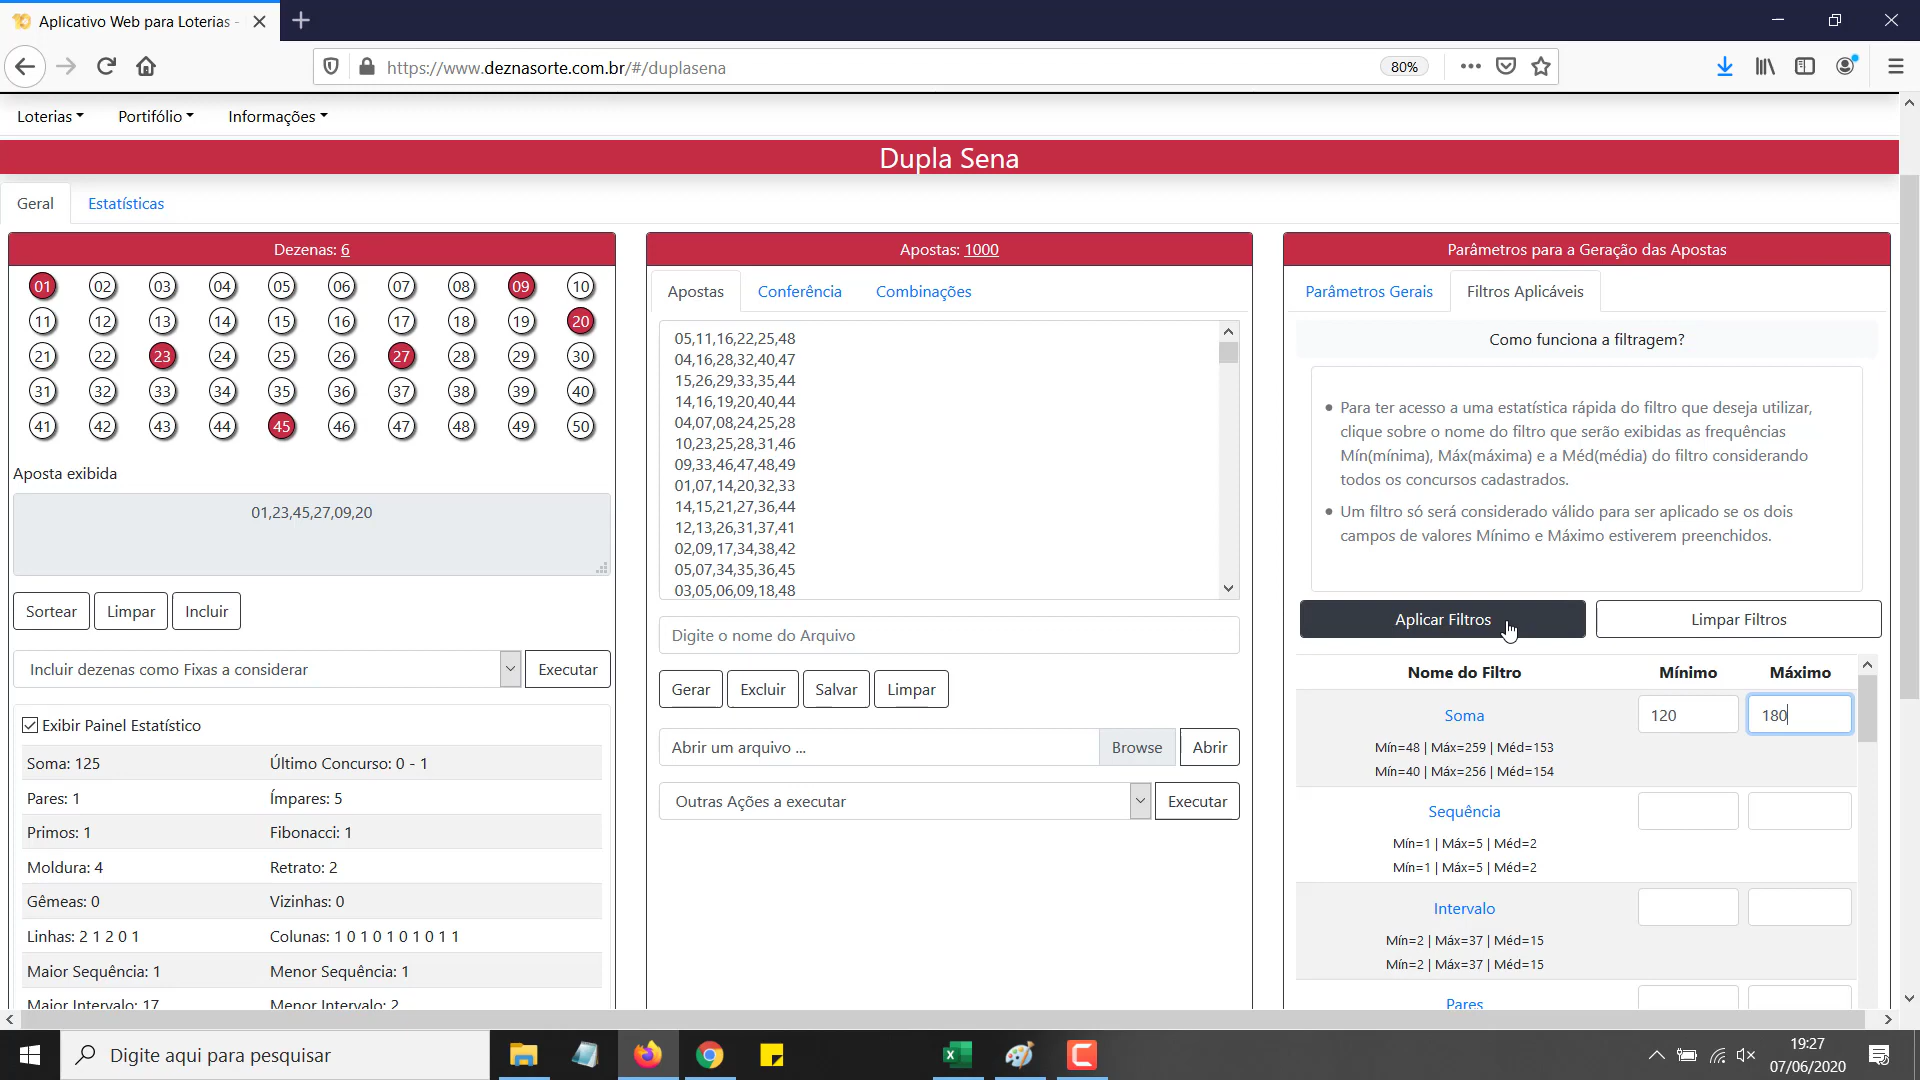 Aplicativo Web para Loterias -
https://www.deznasorte.com.br/#/duplasena
80%
Loterias
Portifólio
Informações
Dupla Sena
Geral
Estatísticas
Dezenas: 6
01 02 03 04 05 06 07 08 09 10
11 12 13 14 15 16 17 18 19 20
21 22 23 24 25 26 27 28 29 30
31 32 33 34 35 36 37 38 39 40
41 42 43 44 45 46 47 48 49 50
Aposta exibida
01,23,45,27,09,20
Sortear
Limpar
Incluir
Incluir dezenas como Fixas a considerar
Executar
Exibir Painel Estatístico
Soma: 125
Último Concurso: 0 - 1
Pares: 1
Ímpares: 5
Primos: 1
Fibonacci: 1
Moldura: 4
Retrato: 2
Gêmeas: 0
Vizinhas: 0
Linhas: 2 1 2 0 1
Colunas: 1 0 1 0 1 0 1 0 1 1
Maior Sequência: 1
Menor Sequência: 1
Maior Intervalo: 17
Menor Intervalo: 2
Apostas: 1000
Apostas
Conferência
Combinações
05,11,16,22,25,48
04,16,28,32,40,47
15,26,29,33,35,44
14,16,19,20,40,44
04,07,08,24,25,28
10,23,25,28,31,46
09,33,46,47,48,49
01,07,14,20,32,33
14,15,21,27,36,44
12,13,26,31,37,41
02,09,17,34,38,42
05,07,34,35,36,45
03,05,06,09,18,48
Digite o nome do Arquivo
Gerar
Excluir
Salvar
Limpar
Abrir um arquivo ...
Browse
Abrir
Outras Ações a executar
Executar
Parâmetros para a Geração das Apostas
Parâmetros Gerais
Filtros Aplicáveis
Como funciona a filtragem?
Para ter acesso a uma estatística rápida do filtro que deseja utilizar,
clique sobre o nome do filtro que serão exibidas as frequências
Mín(mínima), Máx(máxima) e a Méd(média) do filtro considerando
todos os concursos cadastrados.
Um filtro só será considerado válido para ser aplicado se os dois
campos de valores Mínimo e Máximo estiverem preenchidos.
Aplicar Filtros
Limpar Filtros
Nome do Filtro
Mínimo
Máximo
Soma
120
180
Mín=48 | Máx=259 | Méd=153
Mín=40 | Máx=256 | Méd=154
Sequência
Mín=1 | Máx=5 | Méd=2
Mín=1 | Máx=5 | Méd=2
Intervalo
Mín=2 | Máx=37 | Méd=15
Mín=2 | Máx=37 | Méd=15
Pares
Digite aqui para pesquisar
19:27
07/06/2020